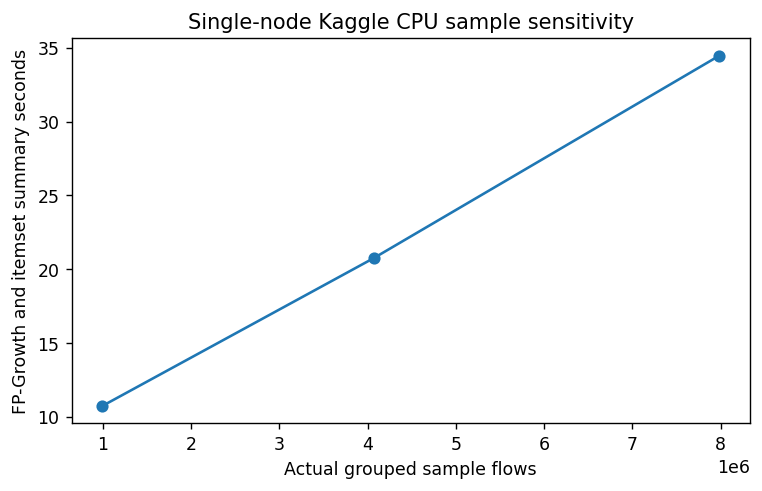 Single-node Kaggle CPU sample sensitivity
FP-Growth and itemset summary seconds
35
30
25
20
15
10
1 2 3 4 5 6 7 8
1e6
Actual grouped sample flows